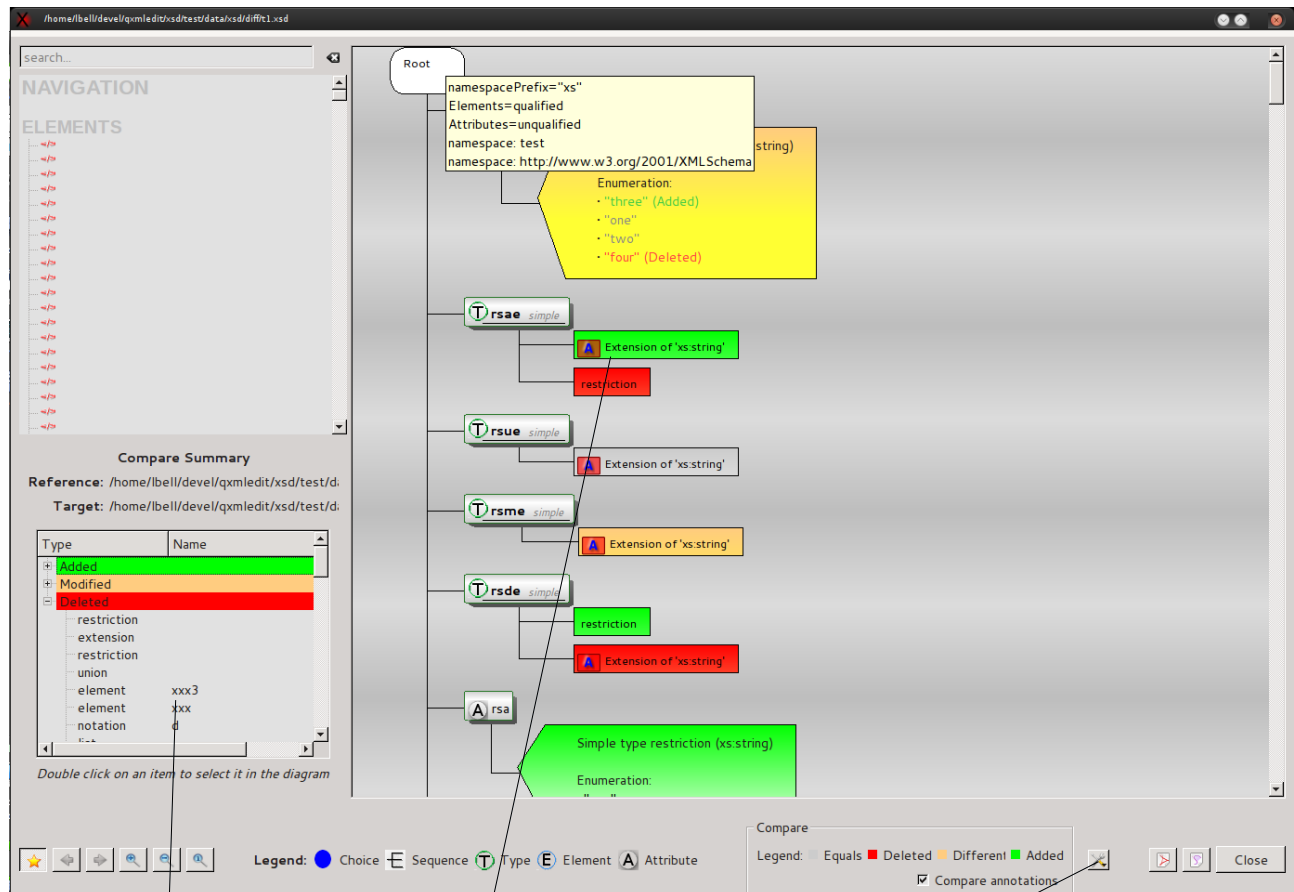 /home/lbell/devel/qxmledit/xsd/test/data/xsd/diff/t1.xsd
search...
NAVIGATION
ELEMENTS
Compare Summary
Reference: /home/lbell/devel/qxmledit/xsd/test/da
Target: /home/lbell/devel/qxmledit/xsd/test/da
Type Name
Added
Modified
Deleted
restriction
extension
restriction
union
element xxx3
element xxx
notation d
Double click on an item to select it in the diagram
Root
namespacePrefix="xs"
Elements=qualified
Attributes=unqualified
namespace: test
namespace: http://www.w3.org/2001/XMLSchema
string)
Enumeration:
· "three" (Added)
· "one"
· "two"
· "four" (Deleted)
T rsae simple
A Extension of 'xs:string'
restriction
T rsue simple
A Extension of 'xs:string'
T rsme simple
A Extension of 'xs:string'
T rsde simple
restriction
A Extension of 'xs:string'
A rsa
Simple type restriction (xs:string)
Enumeration:
Legend: Choice Sequence T Type E Element A Attribute
Compare
Legend: Equals Deleted Different Added
Compare annotations
Close